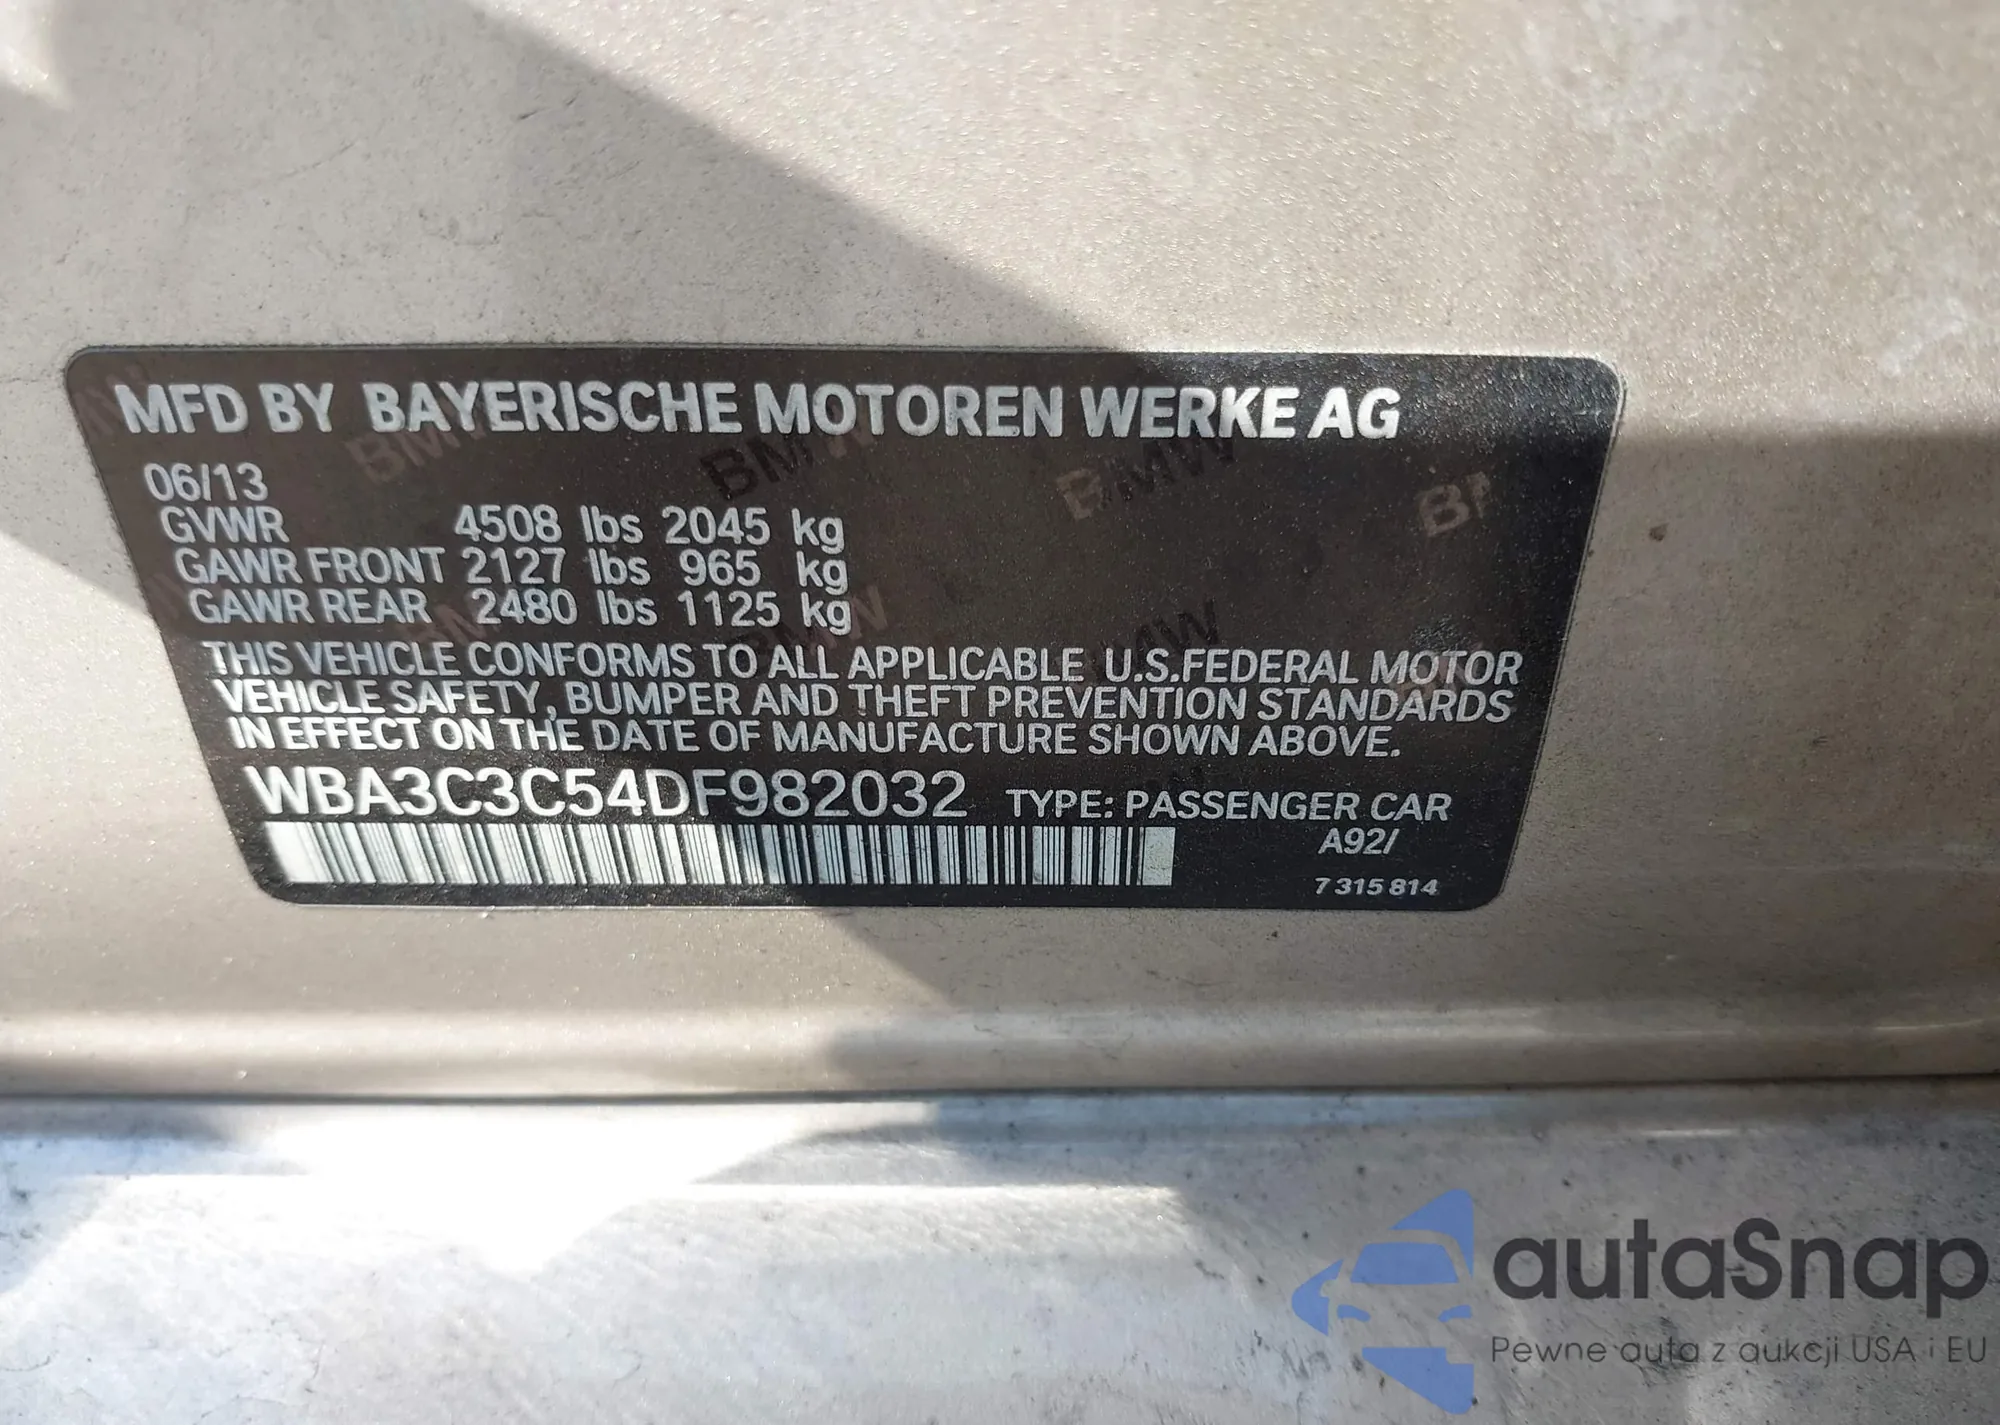 MFD BY BAYERISCHE MOTOREN WERKE AG
06/13
GVWR 4508 lbs 2045 kg
GAWR FRONT 2127 lbs 965 kg
GAWR REAR 2480 lbs 1125 kg
THIS VEHICLE CONFORMS TO ALL APPLICABLE U.S.FEDERAL MOTOR
VEHICLE SAFETY, BUMPER AND THEFT PREVENTION STANDARDS
IN EFFECT ON THE DATE OF MANUFACTURE SHOWN ABOVE.
WBA3C3C54DF982032 TYPE: PASSENGER CAR
A92/
7 315 814
autaSnap
Pewne auta z aukcji USA i EU